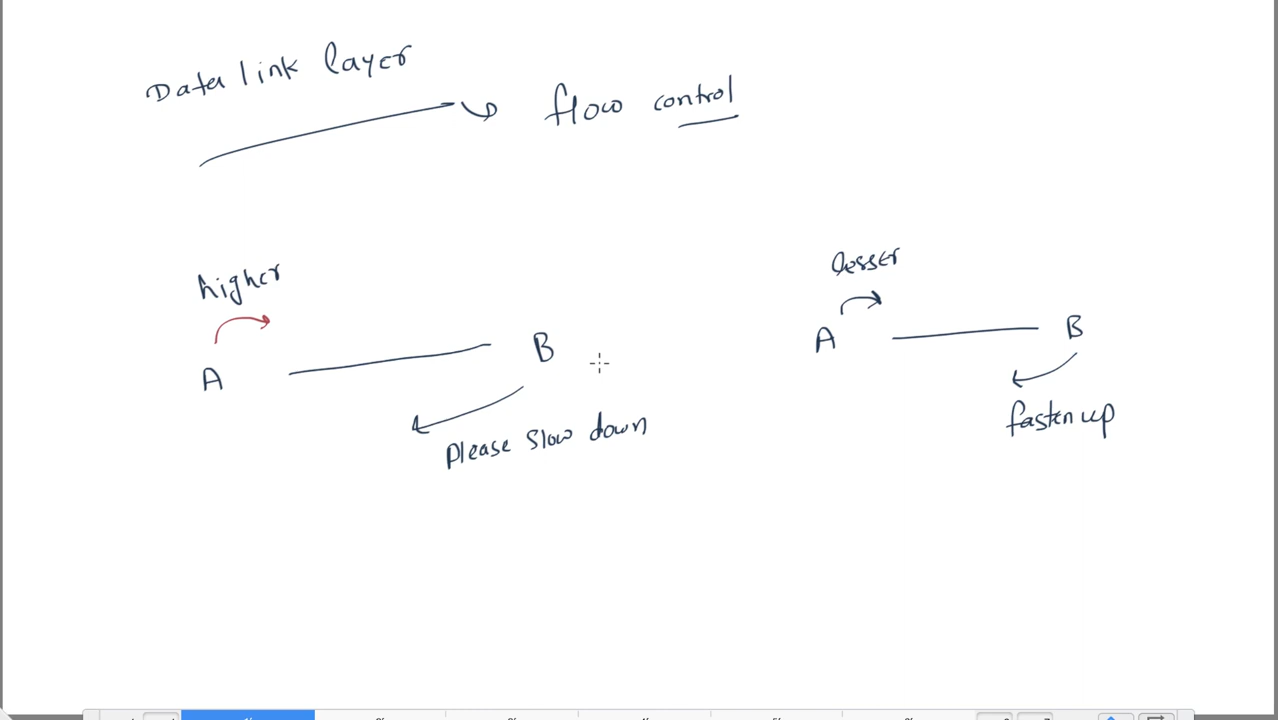 Data link layer
flow control
higher
A
B
Please slow down
lesser
A
B
fasten up